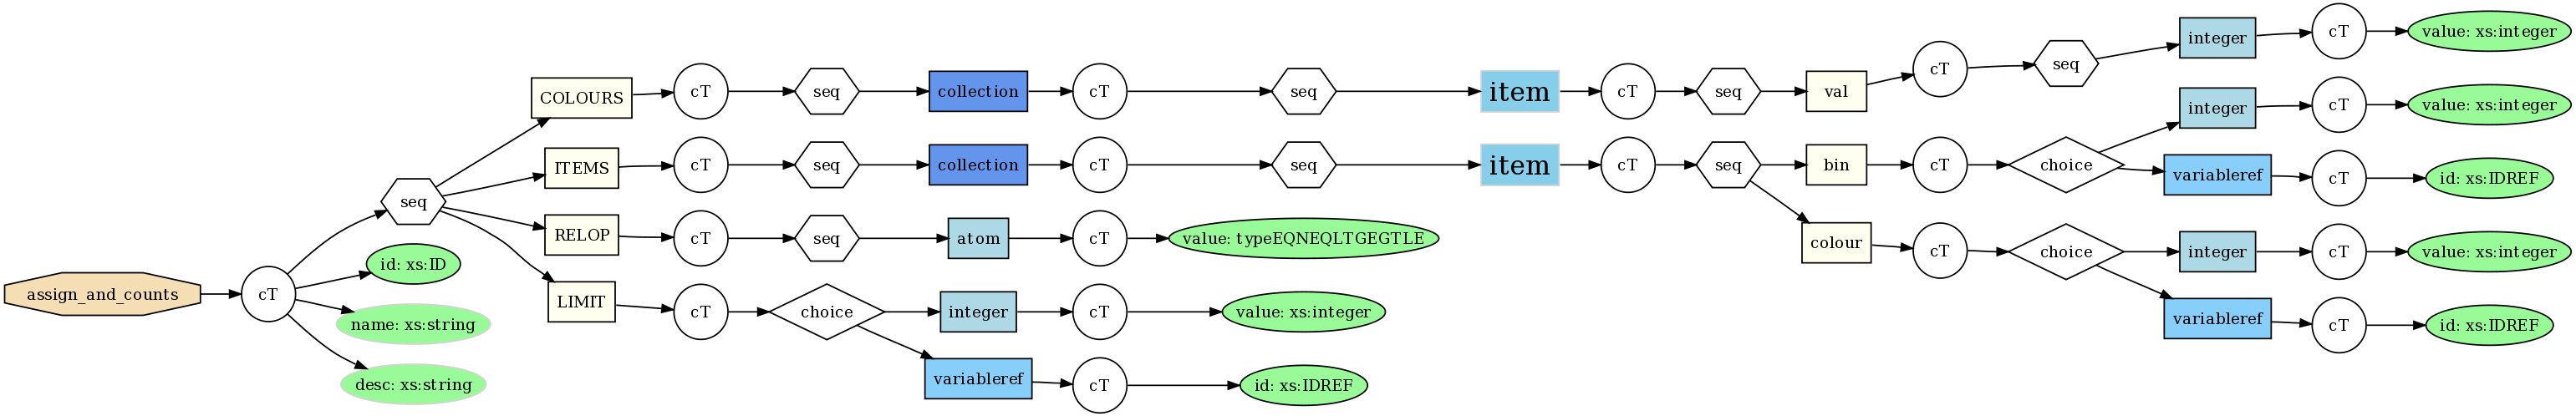 assign_and_counts
cT
seq
id: xs:ID
name: xs:string
desc: xs:string
COLOURS
cT
seq
collection
cT
seq
item
cT
seq
val
cT
seq
integer
cT
value: xs:integer
ITEMS
cT
seq
collection
cT
seq
item
cT
seq
bin
cT
choice
integer
cT
value: xs:integer
variableref
cT
id: xs:IDREF
colour
cT
choice
integer
cT
value: xs:integer
variableref
cT
id: xs:IDREF
RELOP
cT
seq
atom
cT
value: typeEQNEQLTGEGTLE
LIMIT
cT
choice
integer
cT
value: xs:integer
variableref
cT
id: xs:IDREF